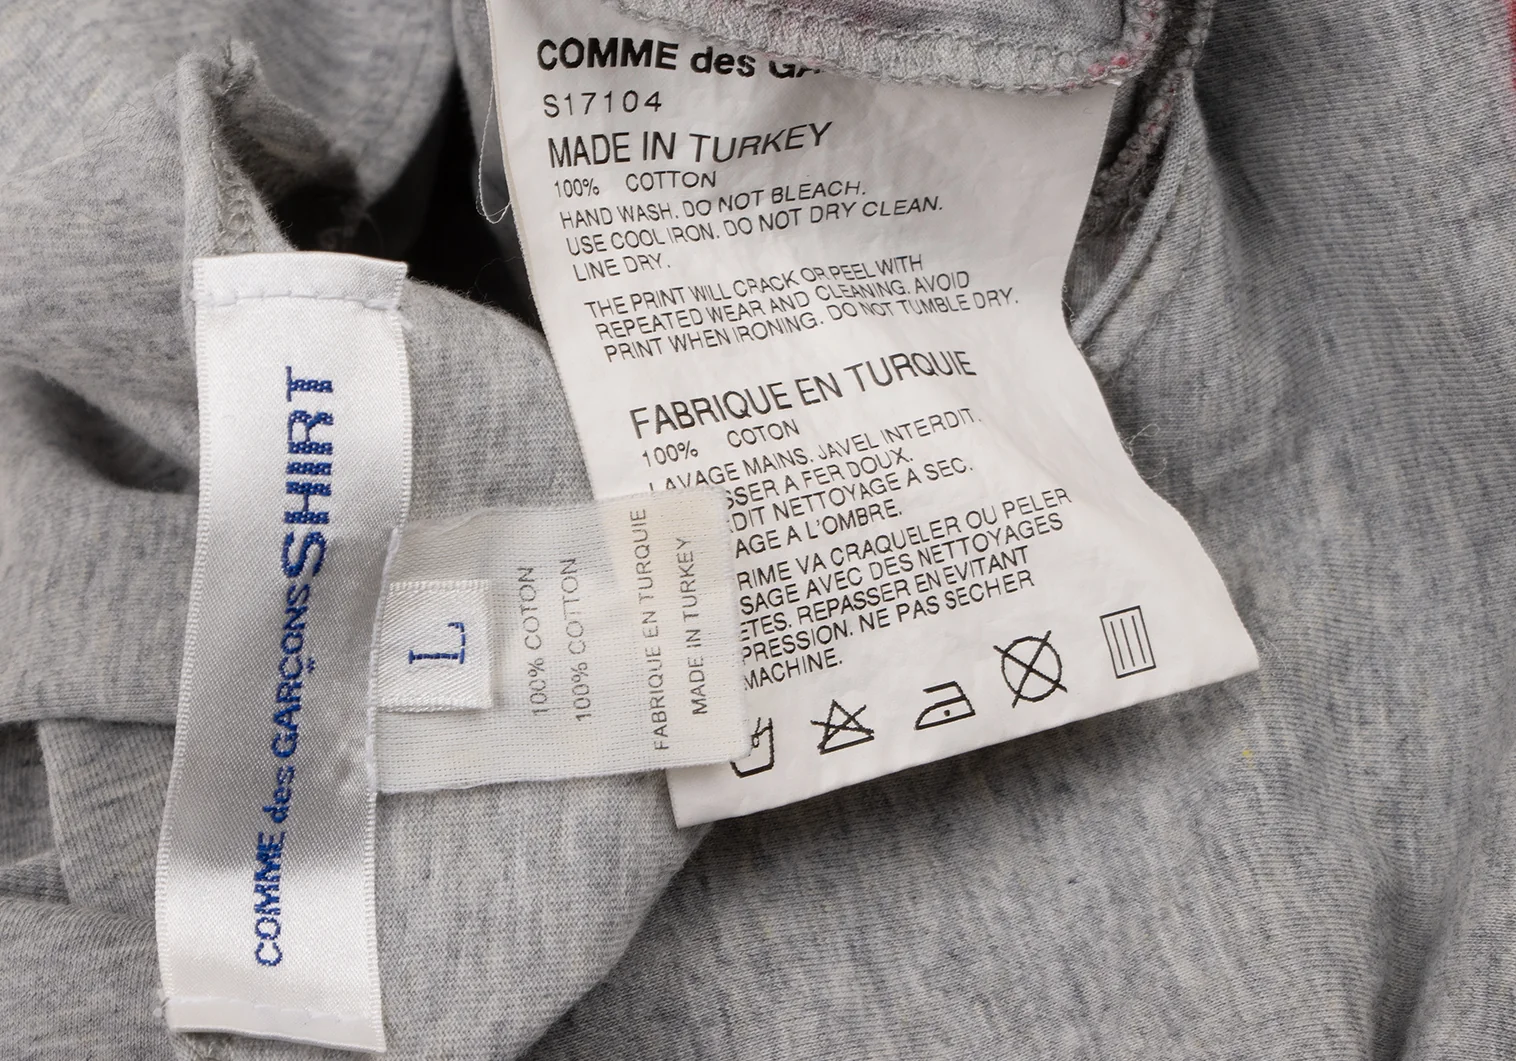 COMME des GARÇONS SHIRT
L
100% COTON
100% COTTON
FABRIQUE EN TURQUIE
MADE IN TURKEY
COMME des GA
S17104
MADE IN TURKEY
100% COTTON
HAND WASH. DO NOT BLEACH.
USE COOL IRON. DO NOT DRY CLEAN.
LINE DRY.
THE PRINT WILL CRACK OR PEEL WITH
REPEATED WEAR AND CLEANING. AVOID
PRINT WHEN IRONING. DO NOT TUMBLE DRY.
FABRIQUE EN TURQUIE
100% COTON
LAVAGE MAINS. JAVEL INTERDIT.
SSER A FER DOUX.
DIT NETTOYAGE A SEC.
AGE A L'OMBRE.
RIME VA CRAQUELER OU PELER
SAGE AVEC DES NETTOYAGES
ETES. REPASSER EN EVITANT
PRESSION. NE PAS SECHER
MACHINE.